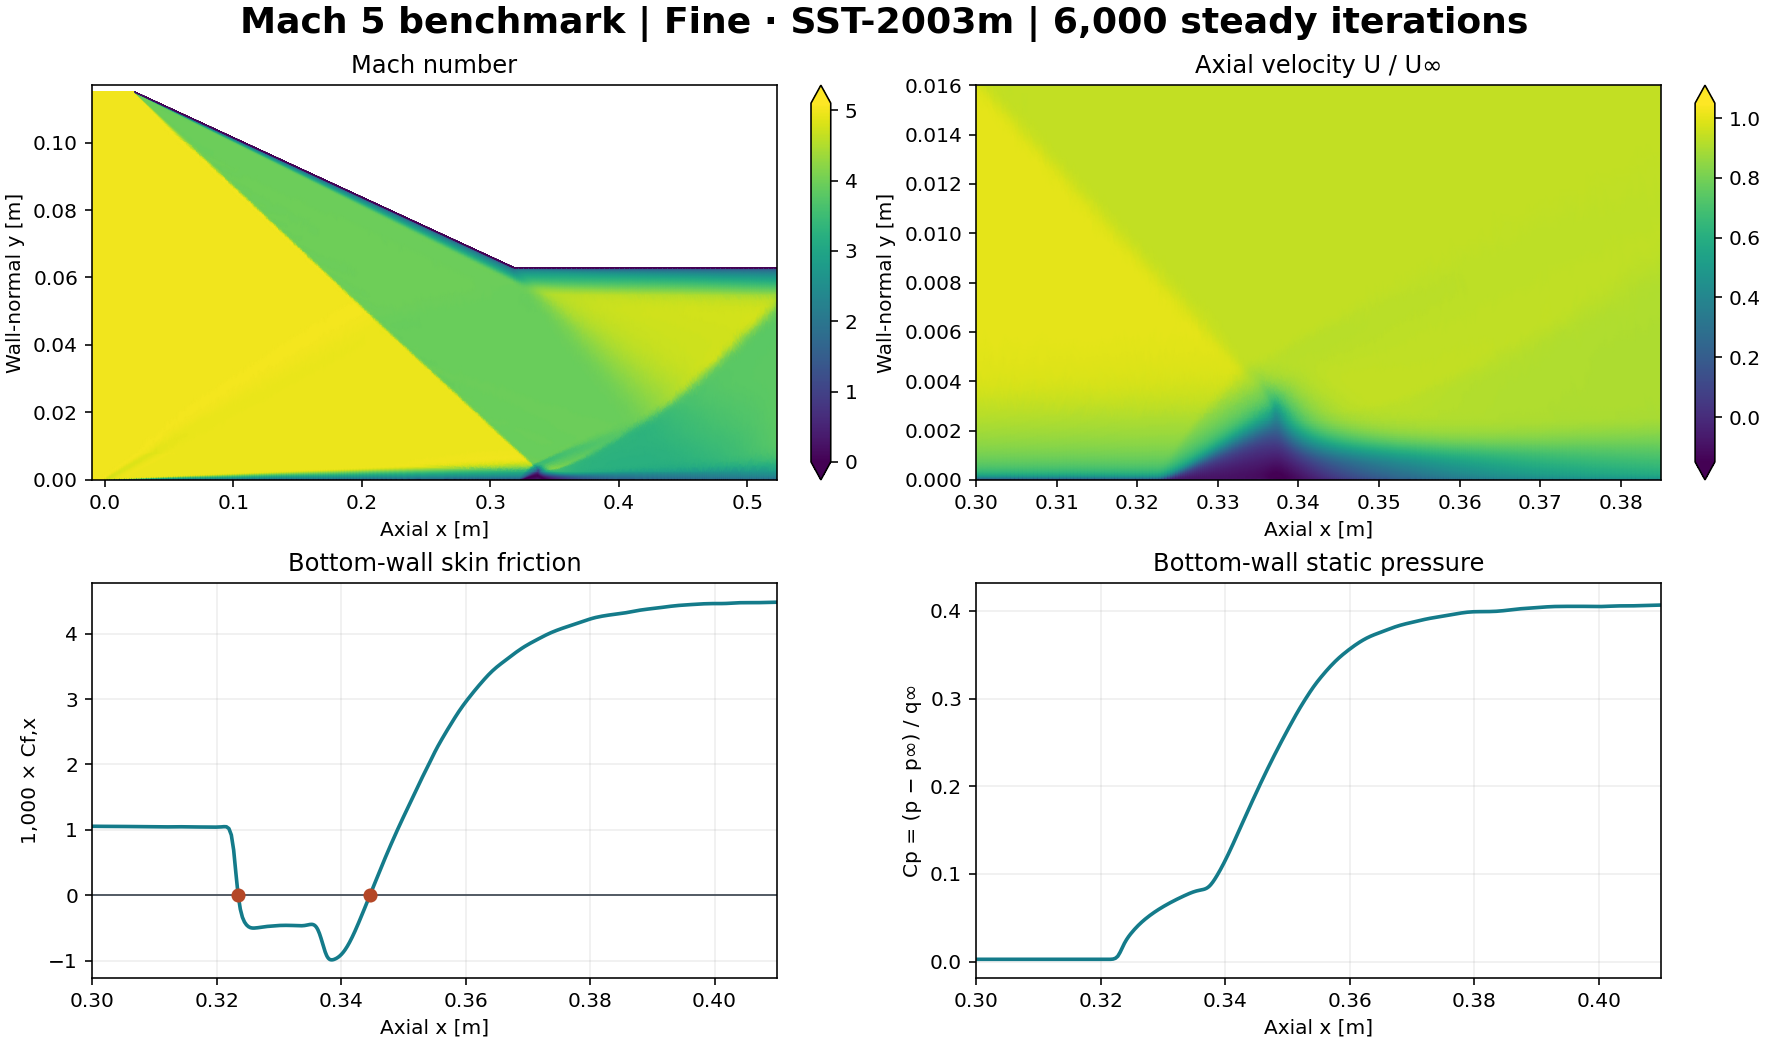 Mach 5 benchmark | Fine · SST-2003m | 6,000 steady iterations
Mach number
Wall-normal y [m]
0.10
0.08
0.06
0.04
0.02
0.00
0.0 0.1 0.2 0.3 0.4 0.5
Axial x [m]
5
4
3
2
1
0
Axial velocity U / U∞
Wall-normal y [m]
0.016
0.014
0.012
0.010
0.008
0.006
0.004
0.002
0.000
0.30 0.31 0.32 0.33 0.34 0.35 0.36 0.37 0.38
Axial x [m]
1.0
0.8
0.6
0.4
0.2
0.0
Bottom-wall skin friction
1,000 × Cf,x
4
3
2
1
0
−1
0.30 0.32 0.34 0.36 0.38 0.40
Axial x [m]
Bottom-wall static pressure
Cp = (p − p∞) / q∞
0.4
0.3
0.2
0.1
0.0
0.30 0.32 0.34 0.36 0.38 0.40
Axial x [m]